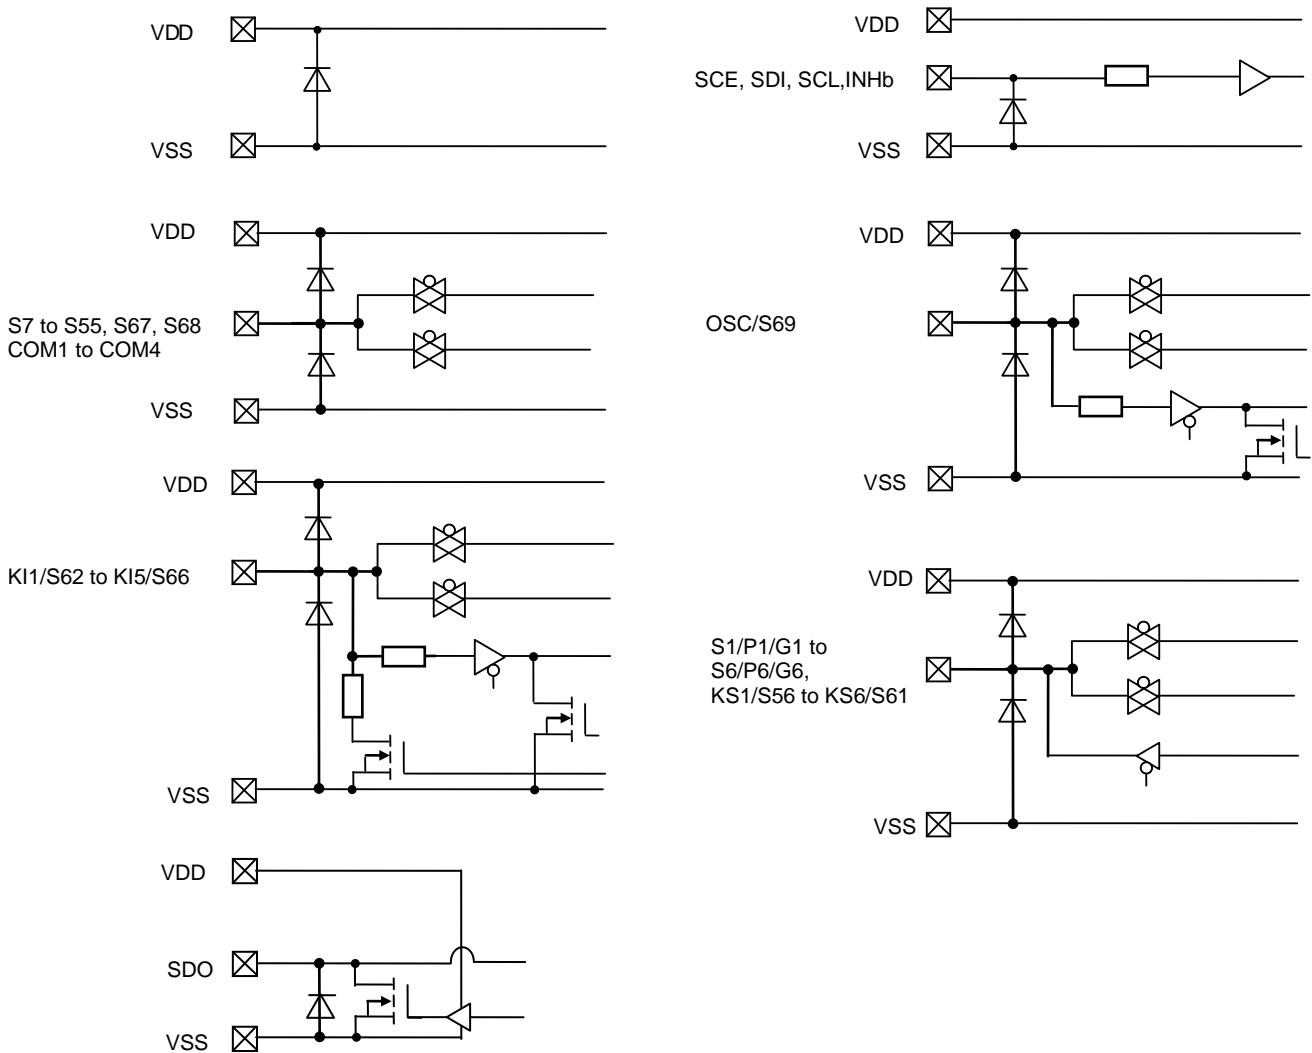 VDD
VSS
VDD
SCE, SDI, SCL,INHb
VSS
VDD
S7 to S55, S67, S68
COM1 to COM4
VSS
VDD
OSC/S69
VSS
VDD
KI1/S62 to KI5/S66
VSS
VDD
S1/P1/G1 to
S6/P6/G6,
KS1/S56 to KS6/S61
VSS
VDD
SDO
VSS